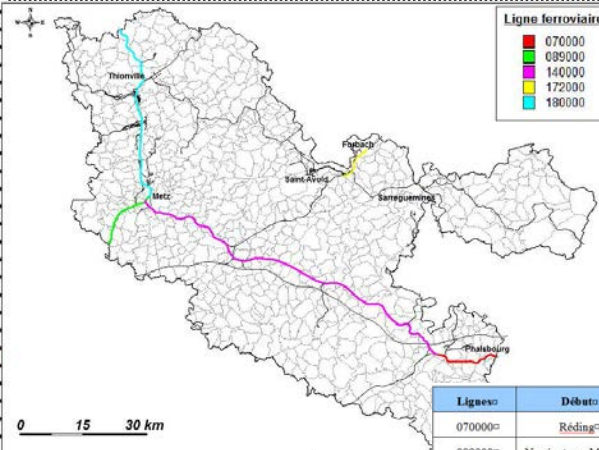 Ligne ferroviaire
070000
089000
140000
172000
180000
Thionville
Forbach
Saint-Avold
Metz
Sarreguemines
Phalsbourg
0 15 30 km
Lignes¤ Début¤
070000¤ Réding¤